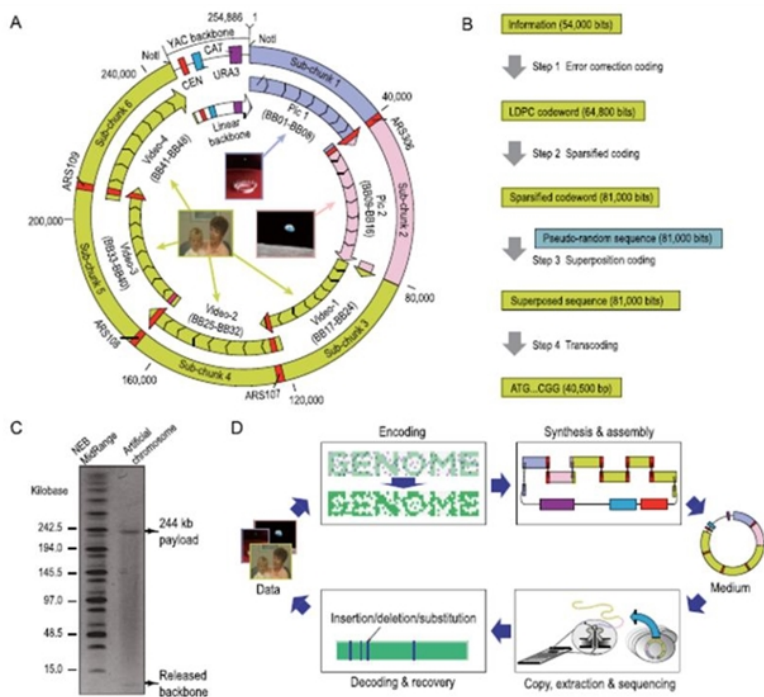 A
254,886
1
YAC backbone
NotI
CAT
NotI
CEN
URA3
240,000
40,000
200,000
80,000
160,000
120,000
Sub-chunk 1
Sub-chunk 2
Sub-chunk 3
Sub-chunk 4
Sub-chunk 5
Sub-chunk 6
ARS306
ARS107
ARS108
ARS109
Linear
backbone
Pic 1
(BB01-BB08)
Pic 2
(BB09-BB16)
Video-1
(BB17-BB24)
Video-2
(BB25-BB32)
Video-3
(BB33-BB40)
Video-4
(BB41-BB48)
B
Information (54,000 bits)
Step 1 Error correction coding
LDPC codeword (64,800 bits)
Step 2 Sparsified coding
Sparsified codeword (81,000 bits)
Pseudo-random sequence (81,000 bits)
Step 3 Superposition coding
Superposed sequence (81,000 bits)
Step 4 Transcoding
ATG...CGG (40,500 bp)
C
NEB
MidRange
Artificial
chromosome
Kilobase
242.5
194.0
145.5
97.0
48.5
15.0
244 kb
payload
Released
backbone
D
Encoding
GENOME
GENOME
Synthesis & assembly
Data
Medium
Insertion/deletion/substitution
Decoding & recovery
Copy, extraction & sequencing